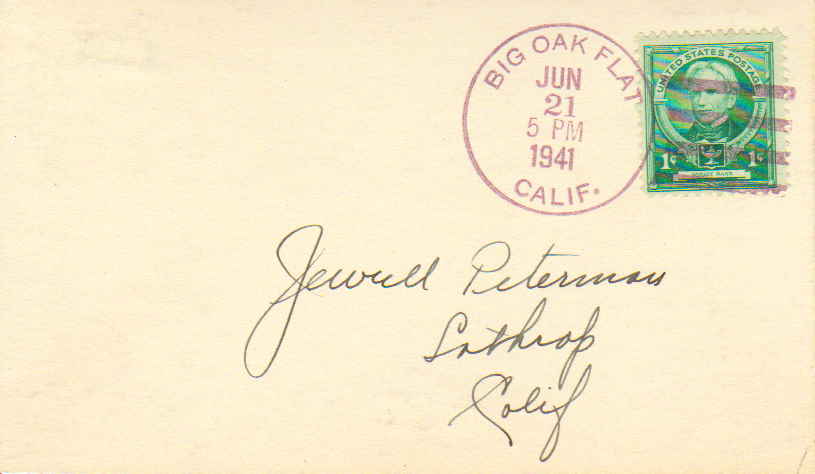 BIG OAK FLAT
JUN
21
5 PM
1941
CALIF.
UNITED STATES POSTAGE
1¢ 1¢
HORACE MANN
Jewell Peterman
Lathrop
Calif